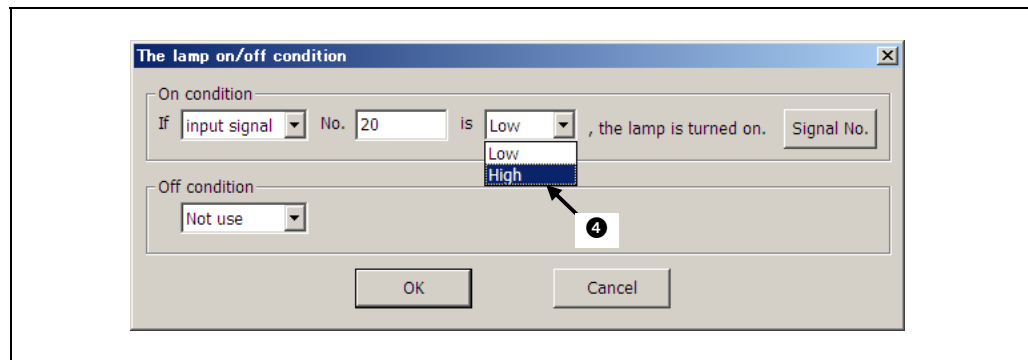 The lamp on/off condition
On condition
If input signal No. 20 is Low , the lamp is turned on. Signal No.
Low
High
Off condition
Not use
❹
OK Cancel